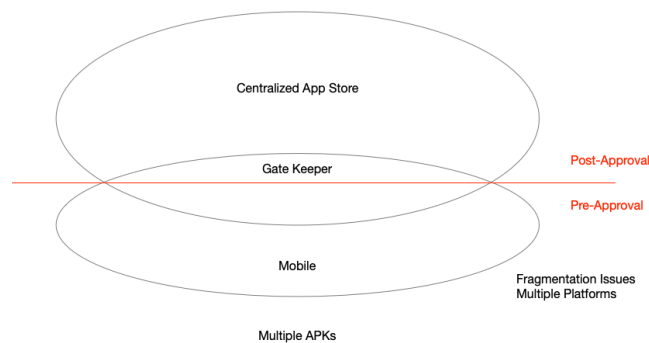 Centralized App Store
Gate Keeper
Post-Approval
Pre-Approval
Mobile
Fragmentation Issues
Multiple Platforms
Multiple APKs